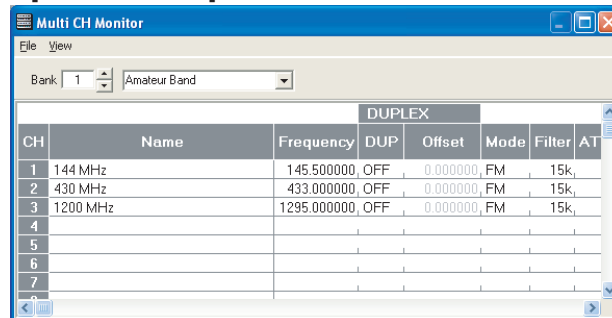 Multi CH Monitor
File View
Bank 1 Amateur Band
DUPLEX
CH Name Frequency DUP Offset Mode Filter AT
1 144 MHz 145.500000 OFF 0.000000 FM 15k
2 430 MHz 433.000000 OFF 0.000000 FM 15k
3 1200 MHz 1295.000000 OFF 0.000000 FM 15k
4
5
6
7